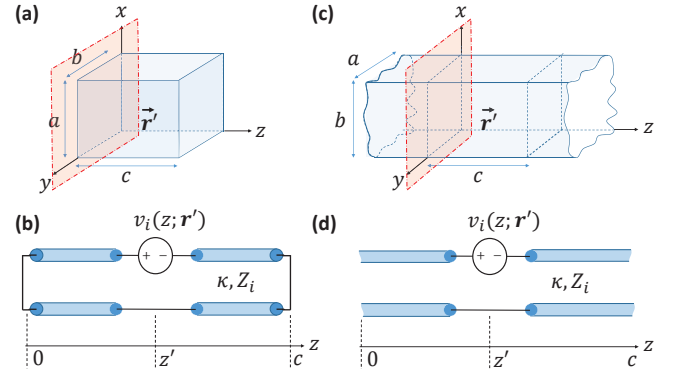 (a)
x
b
a
r'
z
y
c
(c)
x
a
b
r'
z
y
c
(b)
v_i(z; r')
+ −
κ, Z_i
0
z'
c
z
(d)
v_i(z; r')
+ −
κ, Z_i
0
z'
c
z